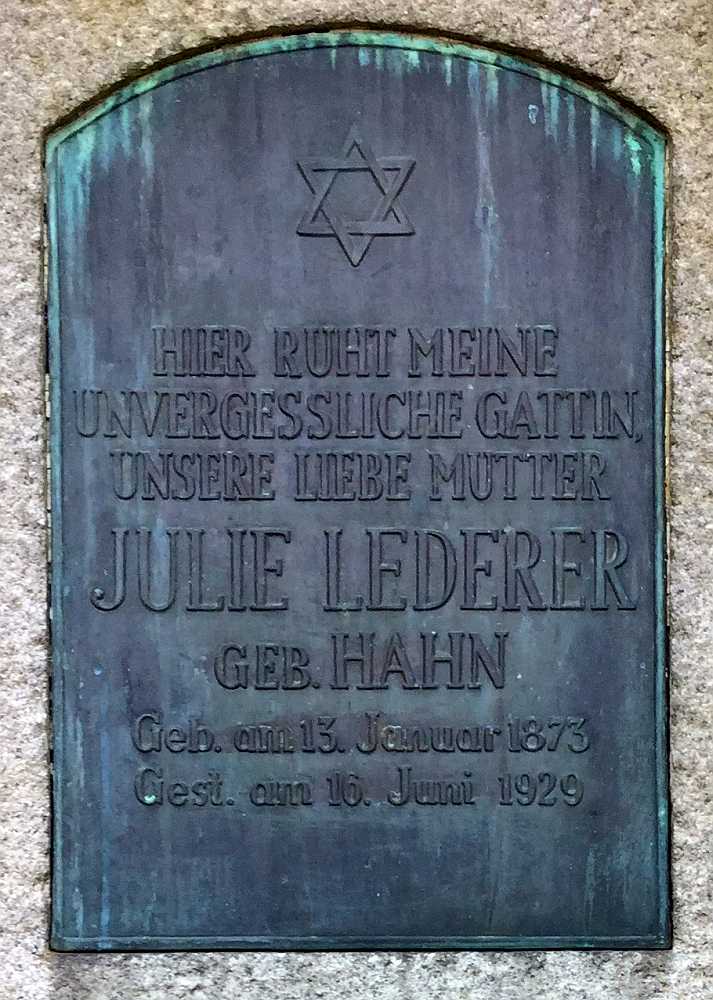 HIER RUHT MEINE
UNVERGESSLICHE GATTIN,
UNSERE LIEBE MUTTER
JULIE LEDERER
GEB. HAHN
Geb. am 13. Januar 1873
Gest. am 16. Juni 1929